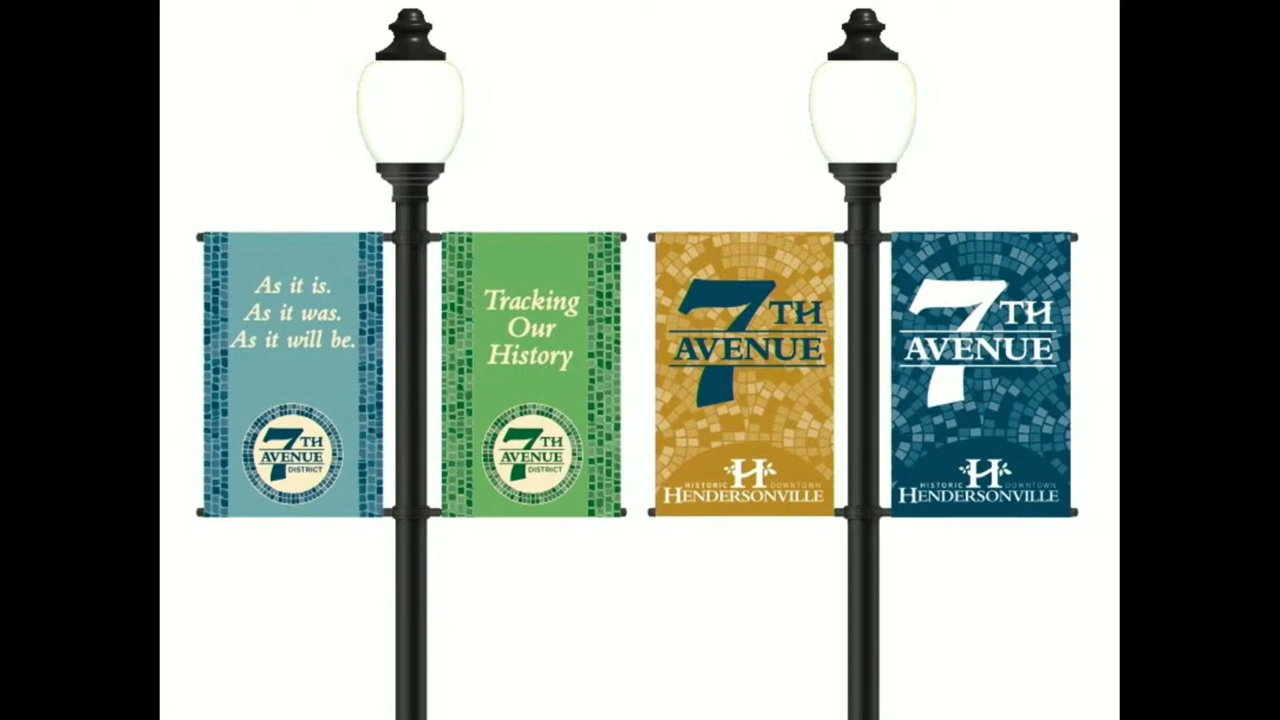 As it is.
As it was.
As it will be.
7TH
AVENUE
DISTRICT
Tracking
Our
History
7TH
AVENUE
DISTRICT
7TH
AVENUE
H
HISTORIC DOWNTOWN
HENDERSONVILLE
7TH
AVENUE
H
HISTORIC DOWNTOWN
HENDERSONVILLE